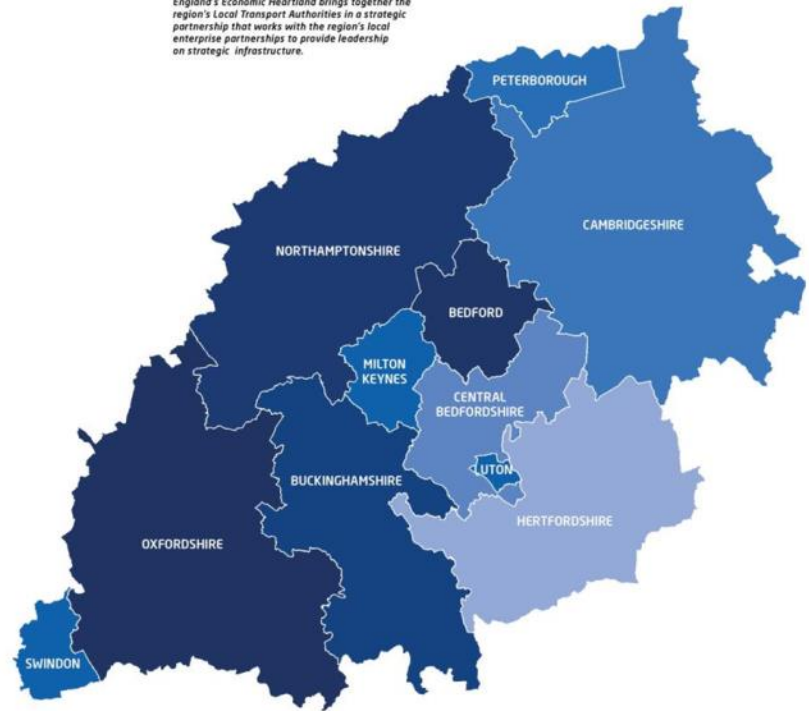 England's Economic Heartland brings together the
region's Local Transport Authorities in a strategic
partnership that works with the region's local
enterprise partnerships to provide leadership
on strategic infrastructure.
PETERBOROUGH
CAMBRIDGESHIRE
NORTHAMPTONSHIRE
BEDFORD
MILTON
KEYNES
CENTRAL
BEDFORDSHIRE
LUTON
BUCKINGHAMSHIRE
HERTFORDSHIRE
OXFORDSHIRE
SWINDON